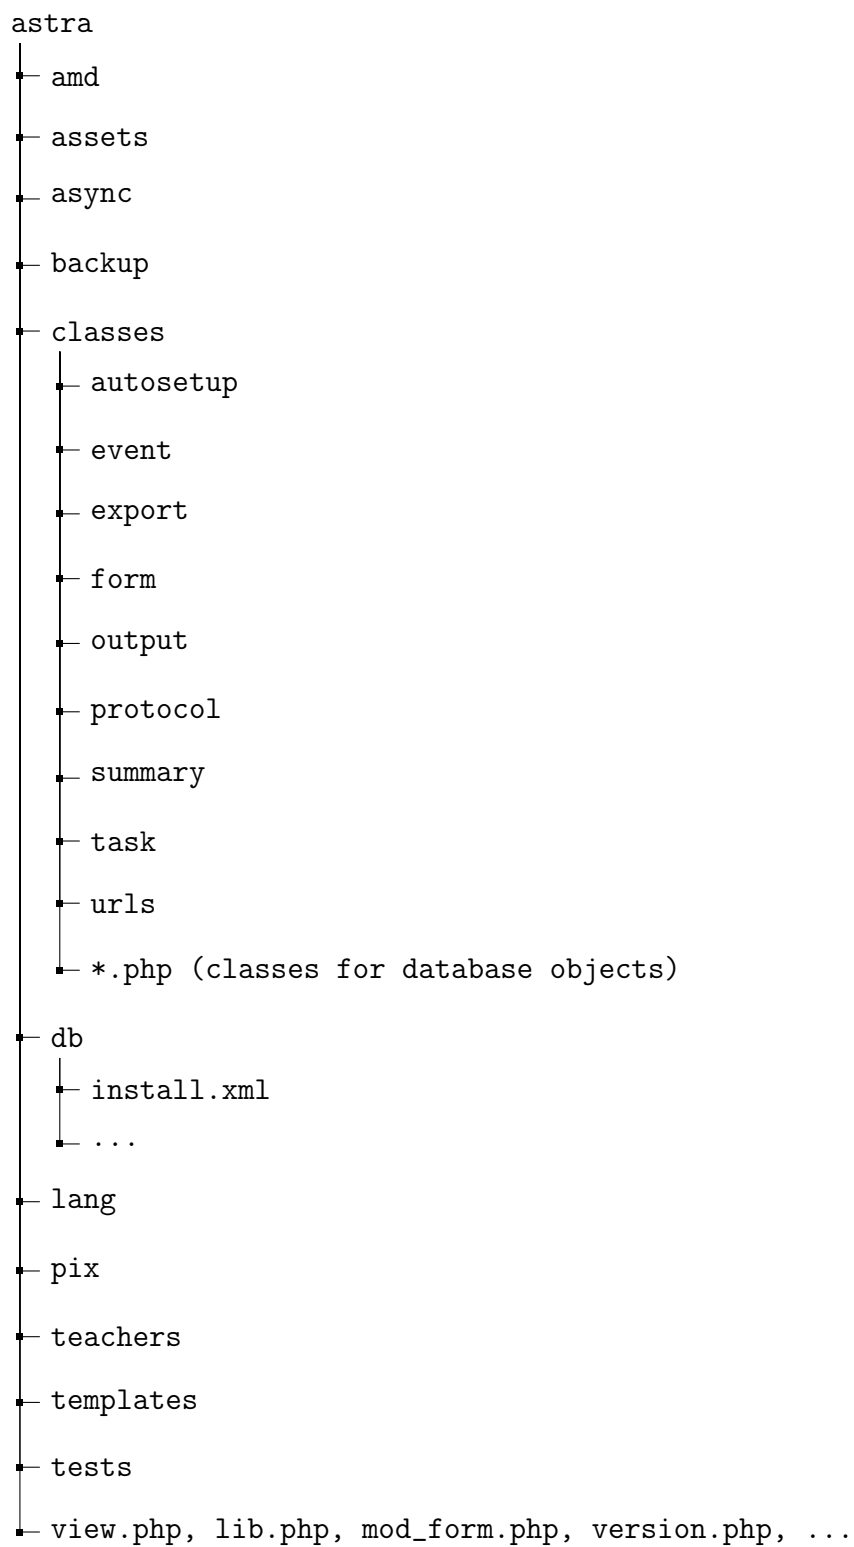 astra
amd
assets
async
backup
classes
autosetup
event
export
form
output
protocol
summary
task
urls
*.php (classes for database objects)
db
install.xml
...
lang
pix
teachers
templates
tests
view.php, lib.php, mod_form.php, version.php, ...